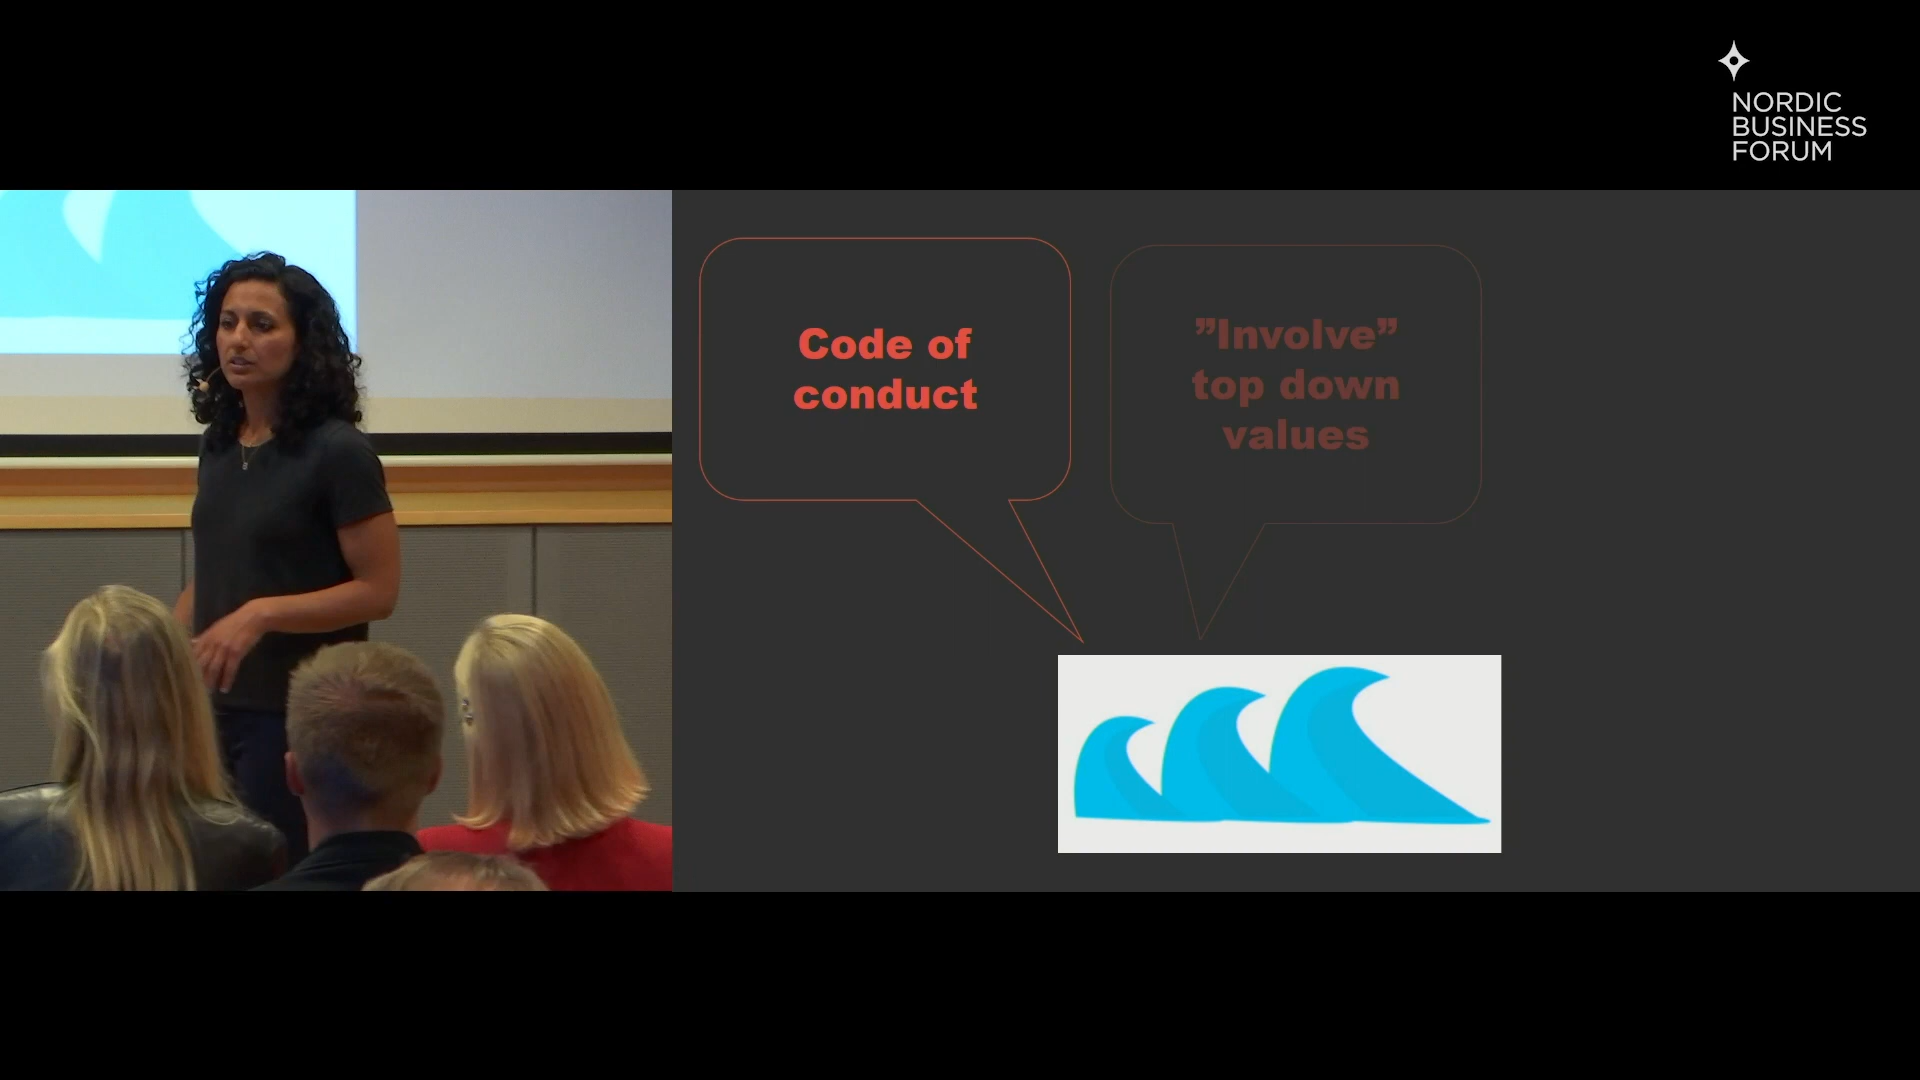 NORDIC
BUSINESS
FORUM
Code of
conduct
”Involve”
top down
values